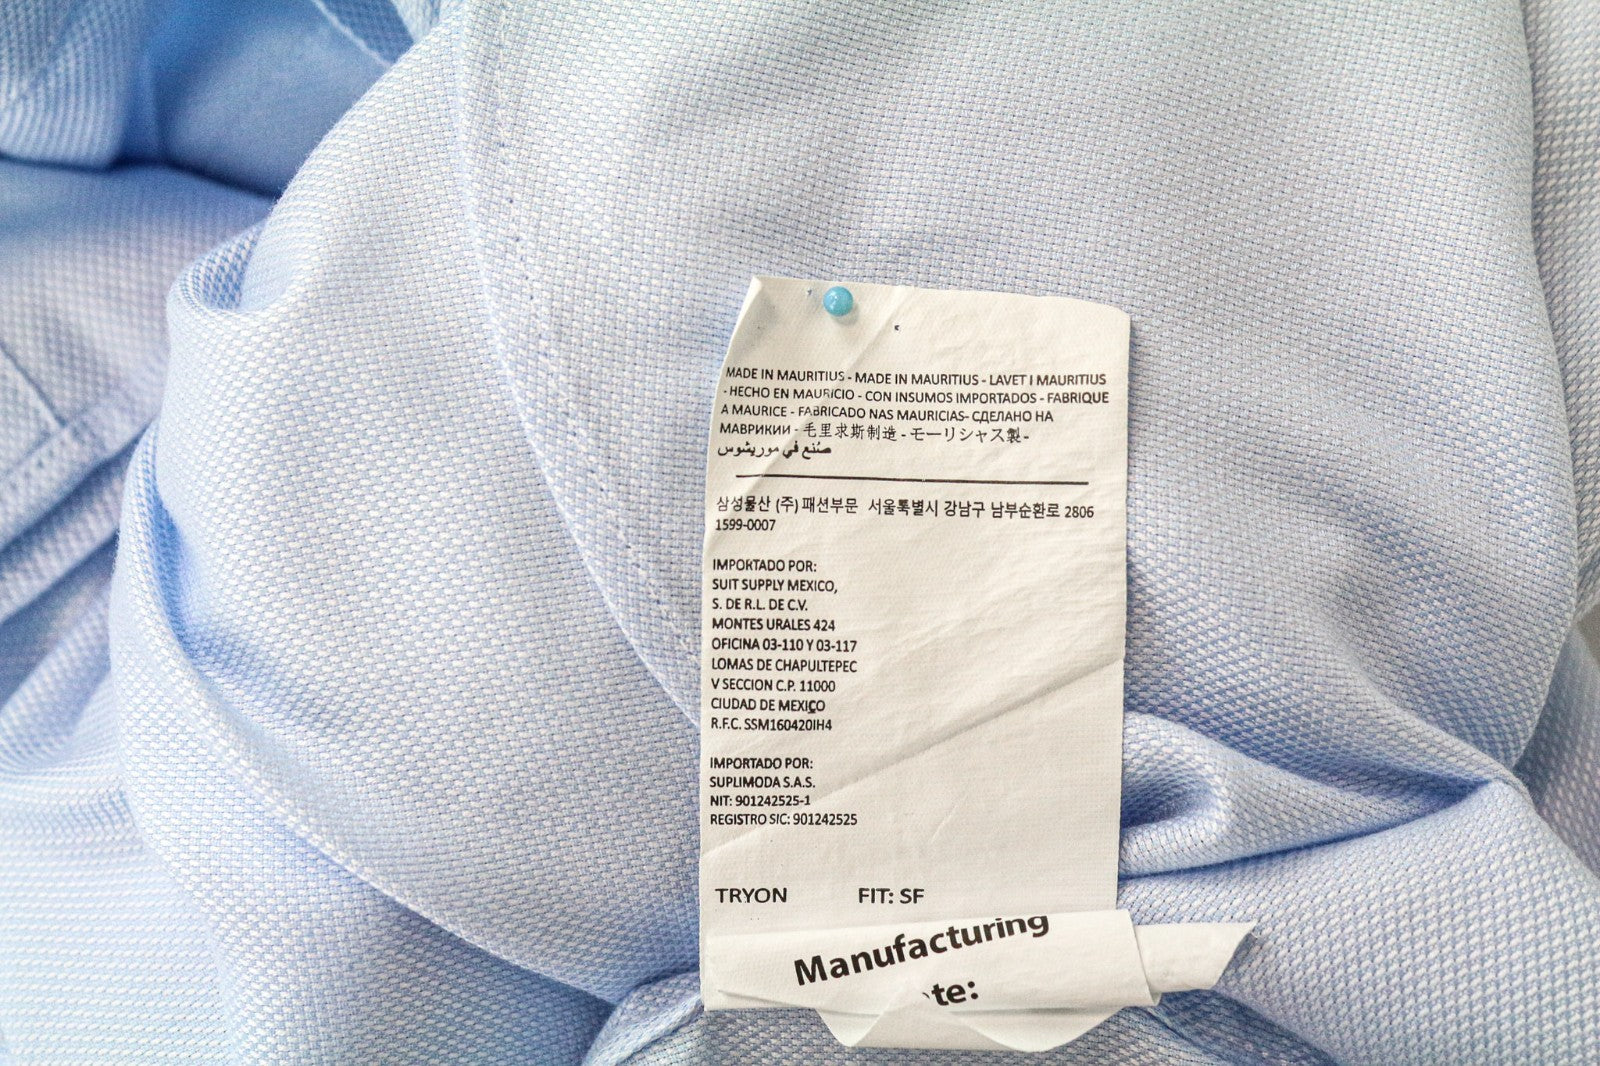 MADE IN MAURITIUS - MADE IN MAURITIUS - LAVET I MAURITIUS
- HECHO EN MAURICIO - CON INSUMOS IMPORTADOS - FABRIQUE
A MAURICE - FABRICADO NAS MAURICIAS- СДЕЛАНО НА
МАВРИКИИ - 毛里求斯制造 - モーリシャス製 -
صُنع في موريشوس
삼성물산 (주) 패션부문 서울특별시 강남구 남부순환로 2806
1599-0007
IMPORTADO POR:
SUIT SUPPLY MEXICO,
S. DE R.L. DE C.V.
MONTES URALES 424
OFICINA 03-110 Y 03-117
LOMAS DE CHAPULTEPEC
V SECCION C.P. 11000
CIUDAD DE MEXICO
R.F.C. SSM160420IH4
IMPORTADO POR:
SUPLIMODA S.A.S.
NIT: 901242525-1
REGISTRO SIC: 901242525
TRYON FIT: SF
Manufacturing
te: